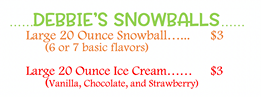 ......DEBBIE'S SNOWBALLS......
Large 20 Ounce Snowball…... $3
(6 or 7 basic flavors)
Large 20 Ounce Ice Cream…… $3
(Vanilla, Chocolate, and Strawberry)